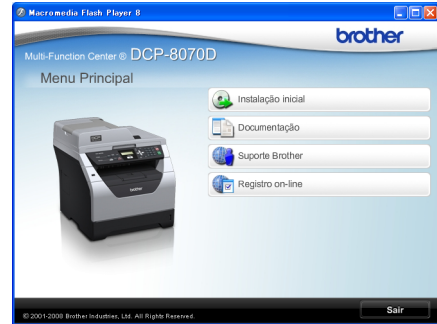 Macromedia Flash Player 8
brother
Multi-Function Center ® DCP-8070D
Menu Principal
Instalação inicial
Documentação
Suporte Brother
Registro on-line
© 2001-2008 Brother Industries, Ltd. All Rights Reserved.
Sair